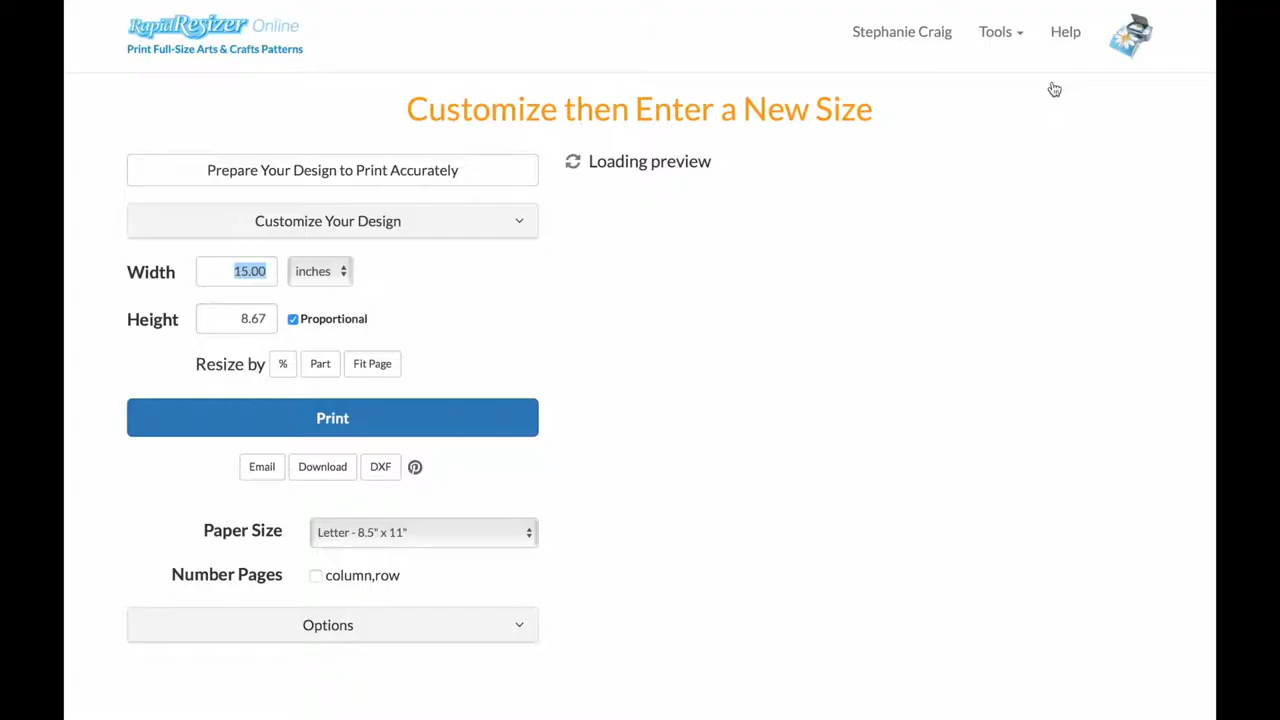 RapidResizer Online
Print Full-Size Arts & Crafts Patterns
Stephanie Craig
Tools
Help
Customize then Enter a New Size
Prepare Your Design to Print Accurately
Loading preview
Customize Your Design
Width 15.00 inches
Height 8.67 Proportional
Resize by % Part Fit Page
Print
Email Download DXF
Paper Size Letter - 8.5" x 11"
Number Pages column,row
Options